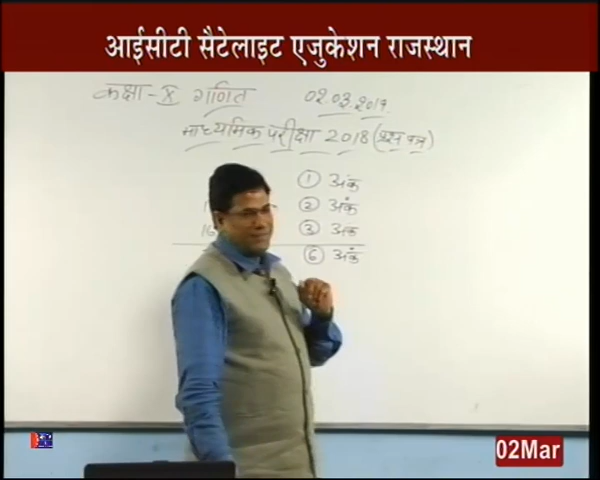 आईसीटी सैटेलाइट एजुकेशन राजस्थान
कक्षा-X गणित 02.03.2019
माध्यमिक परीक्षा 2018 (प्रश्न पत्र)
① अंक
② अंक
16 ③ अंक
⑥ अंक
02Mar